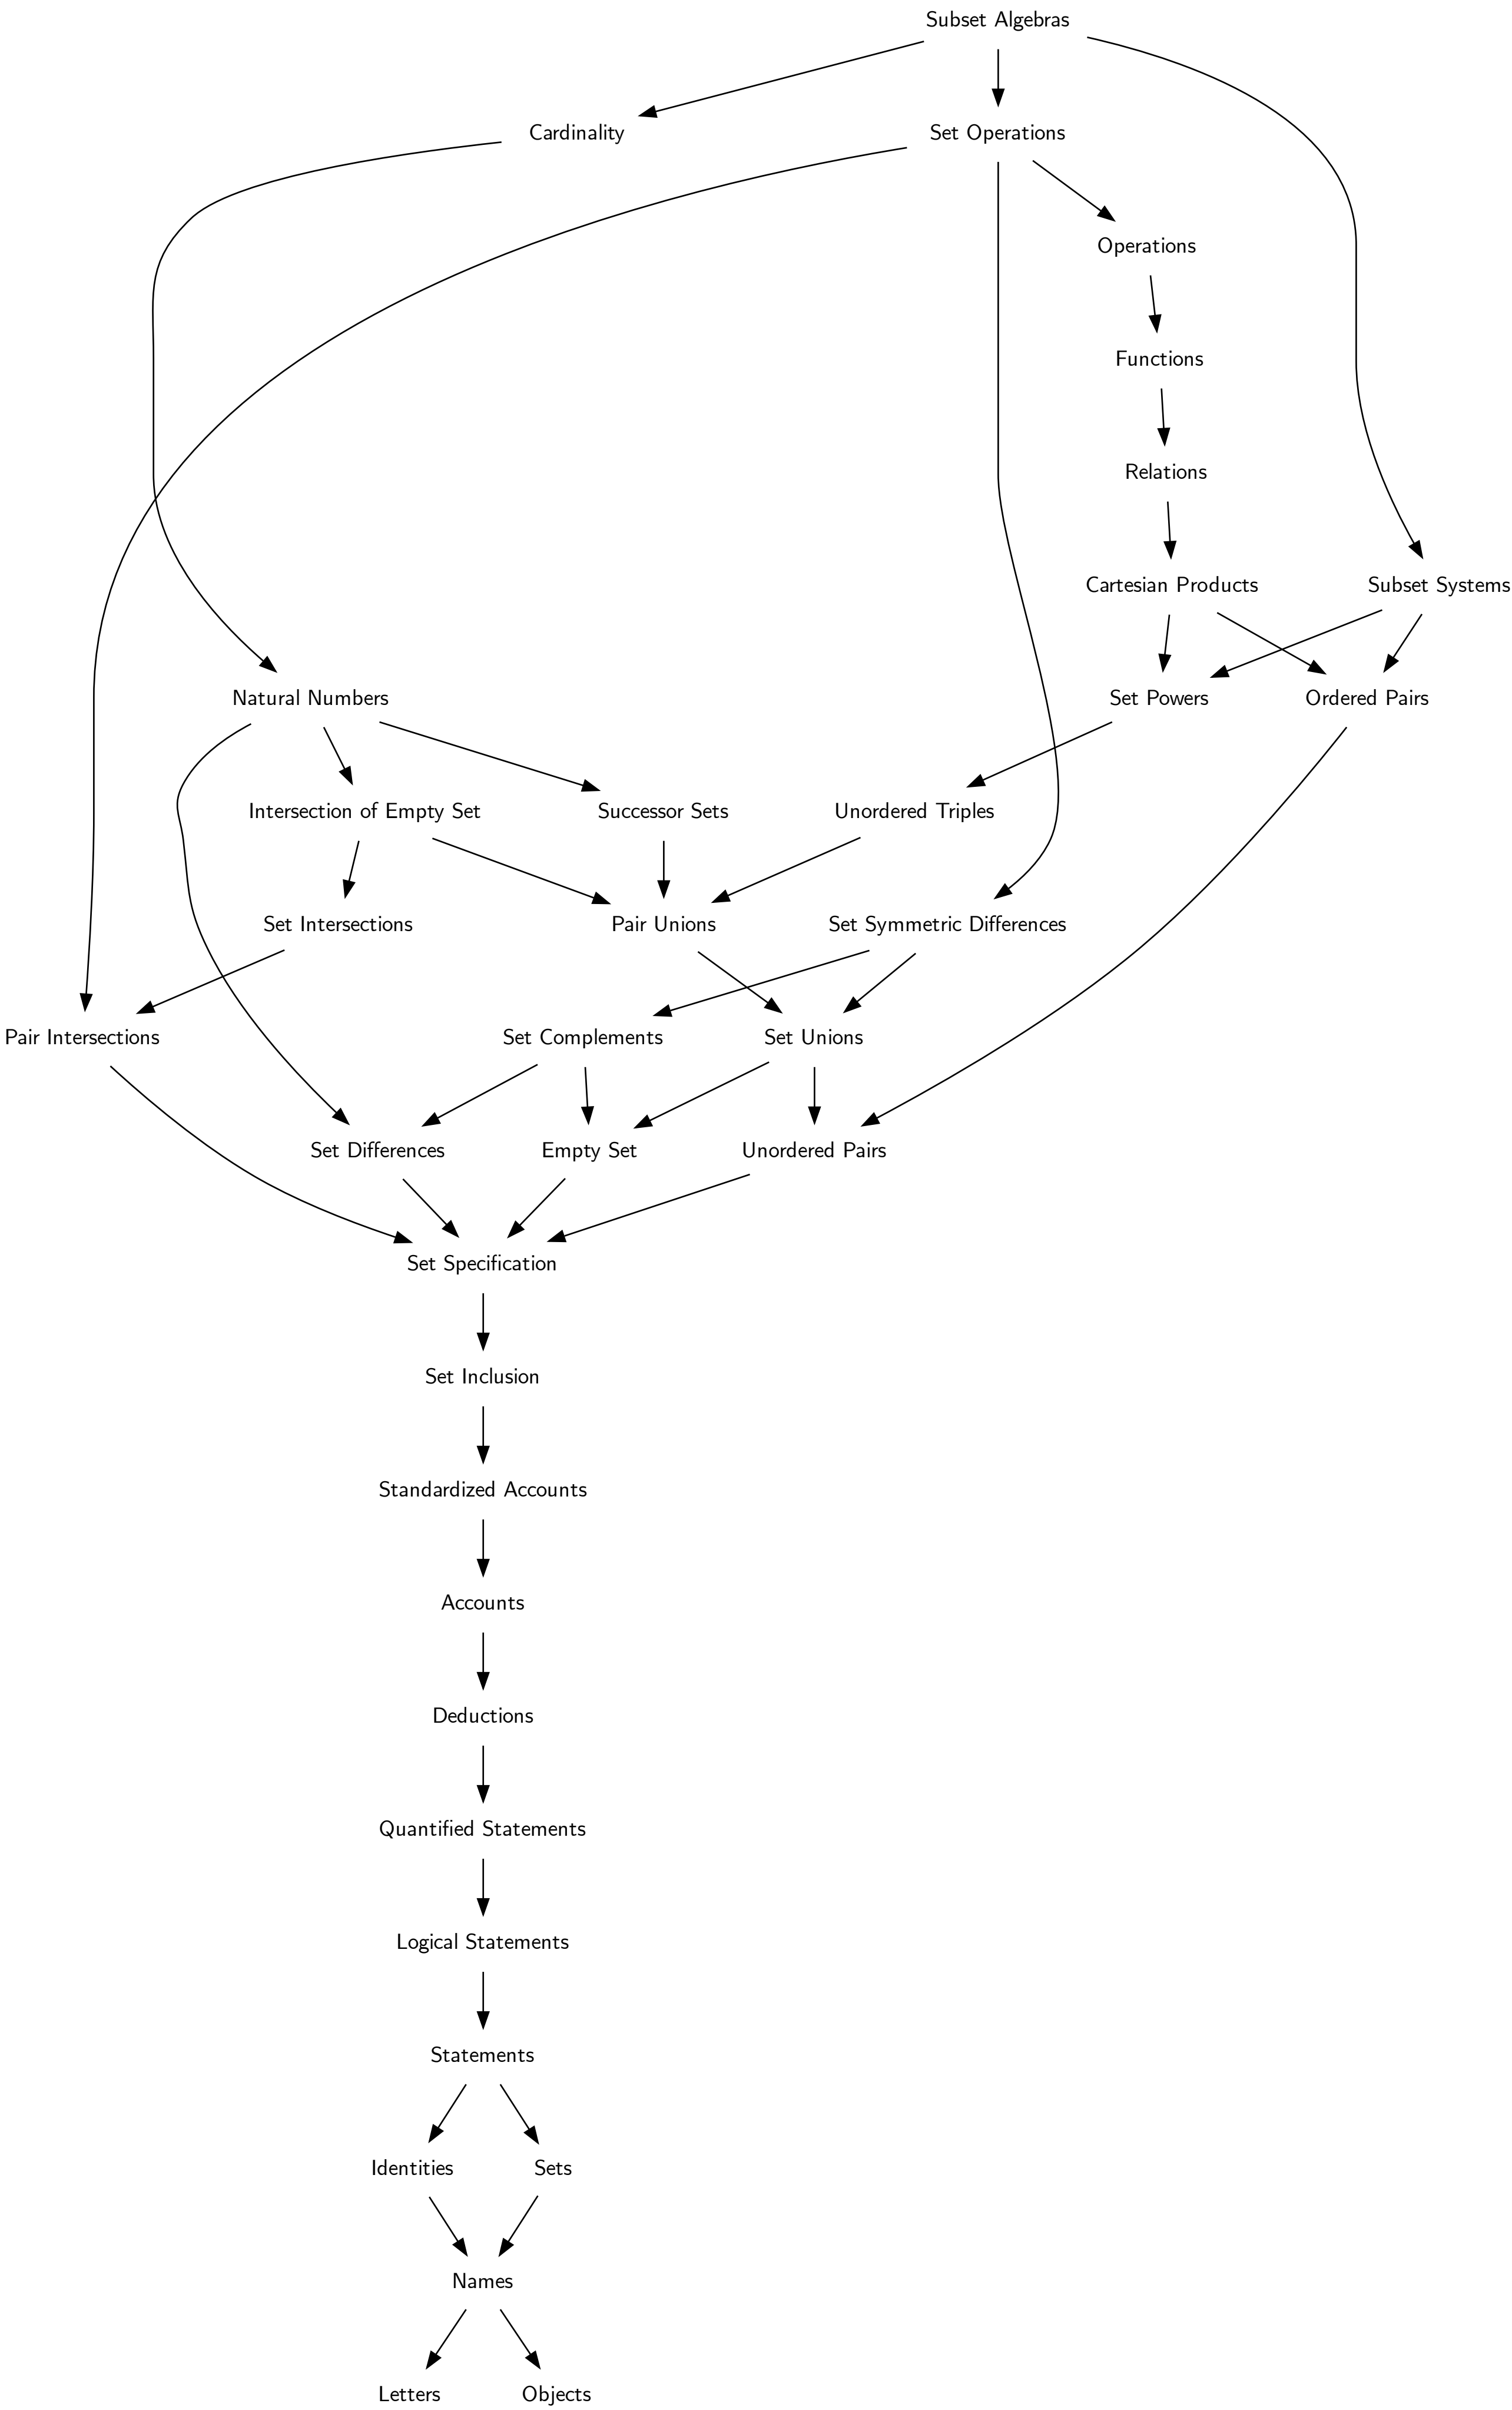 Subset Algebras
Cardinality
Set Operations
Operations
Functions
Relations
Cartesian Products
Subset Systems
Natural Numbers
Set Powers
Ordered Pairs
Intersection of Empty Set
Successor Sets
Unordered Triples
Set Intersections
Pair Unions
Set Symmetric Differences
Pair Intersections
Set Complements
Set Unions
Set Differences
Empty Set
Unordered Pairs
Set Specification
Set Inclusion
Standardized Accounts
Accounts
Deductions
Quantified Statements
Logical Statements
Statements
Identities
Sets
Names
Letters
Objects